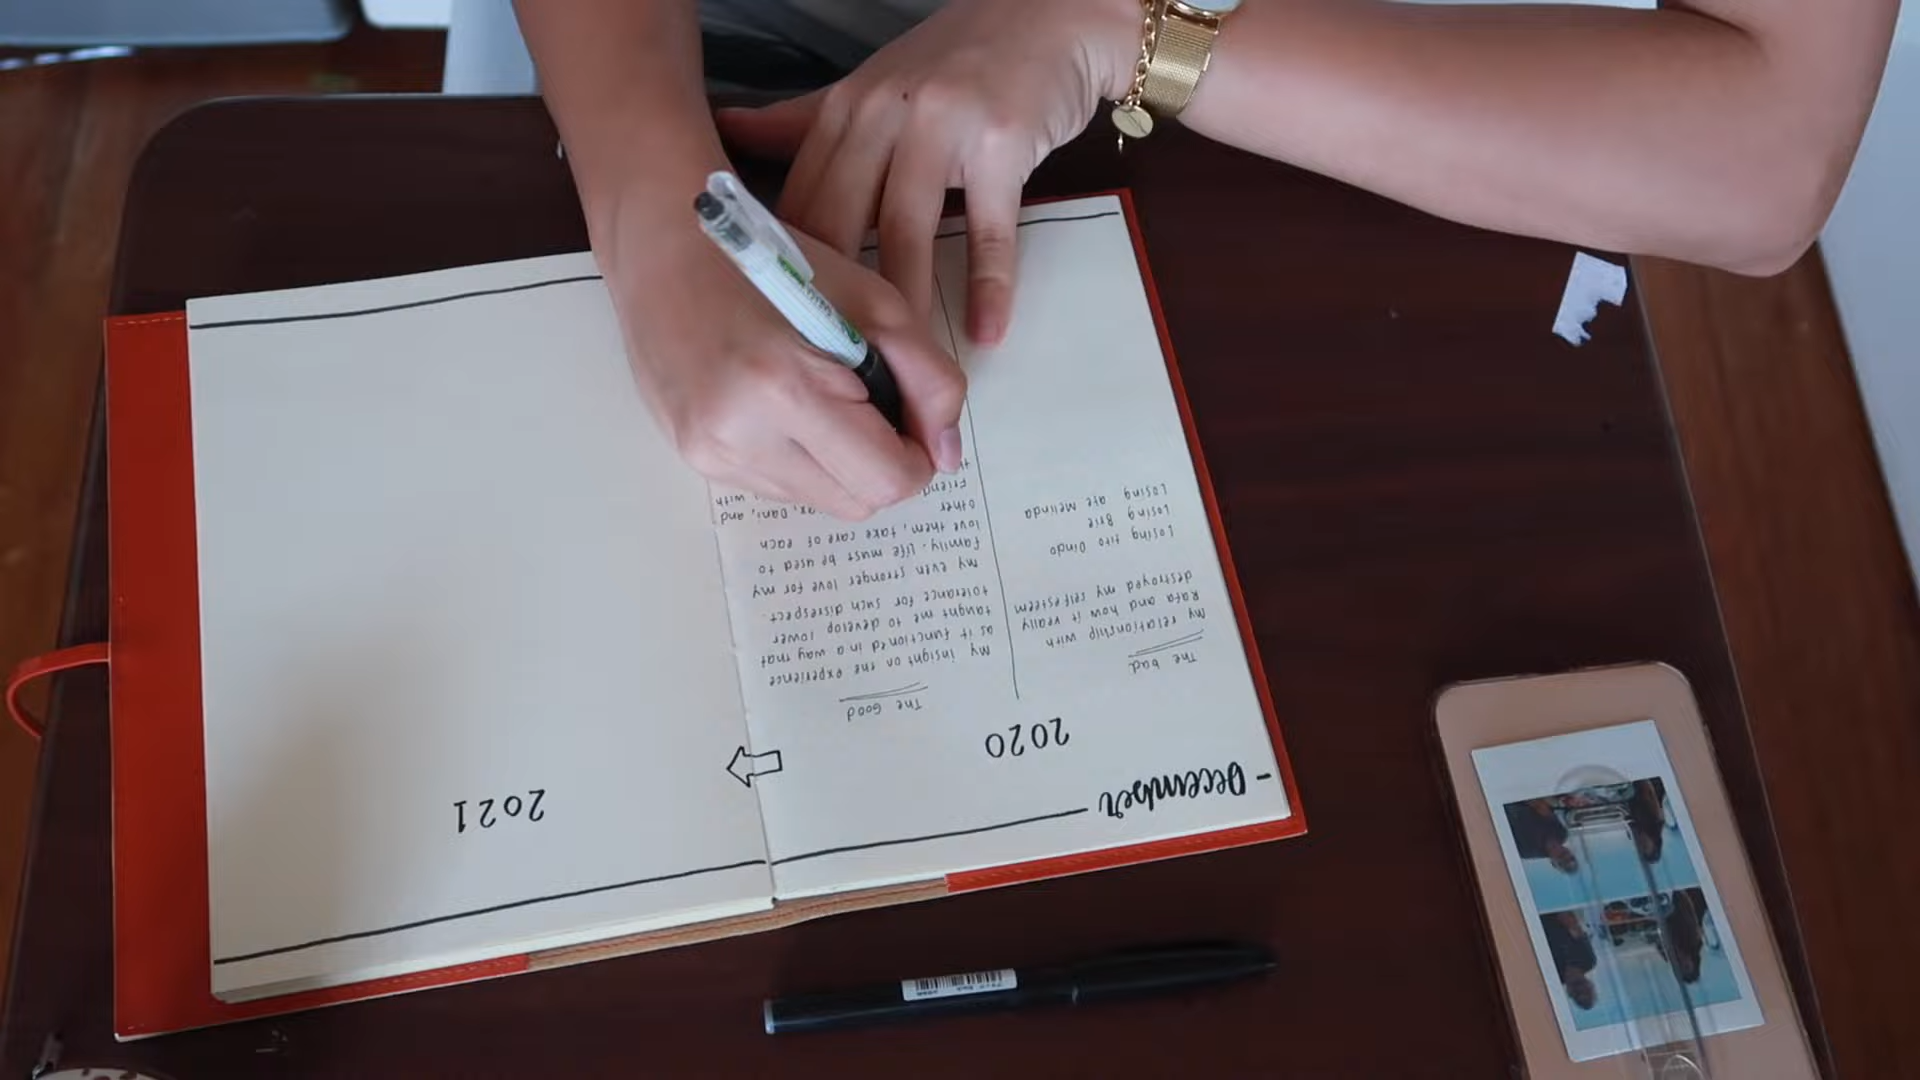 - December
2020
The bad
My relationship with
Rafa and how it really
destroyed my self esteem
Losing tito Dindo
Losing Brie
Losing ate Melinda
The Good
My insight on the experience
as it functioned in a way that
taught me to develop lower
tolerance for such disrespect.
my even stronger love for my
family. Life must be used to
love them, take care of each
other
Dani, and
with
2021